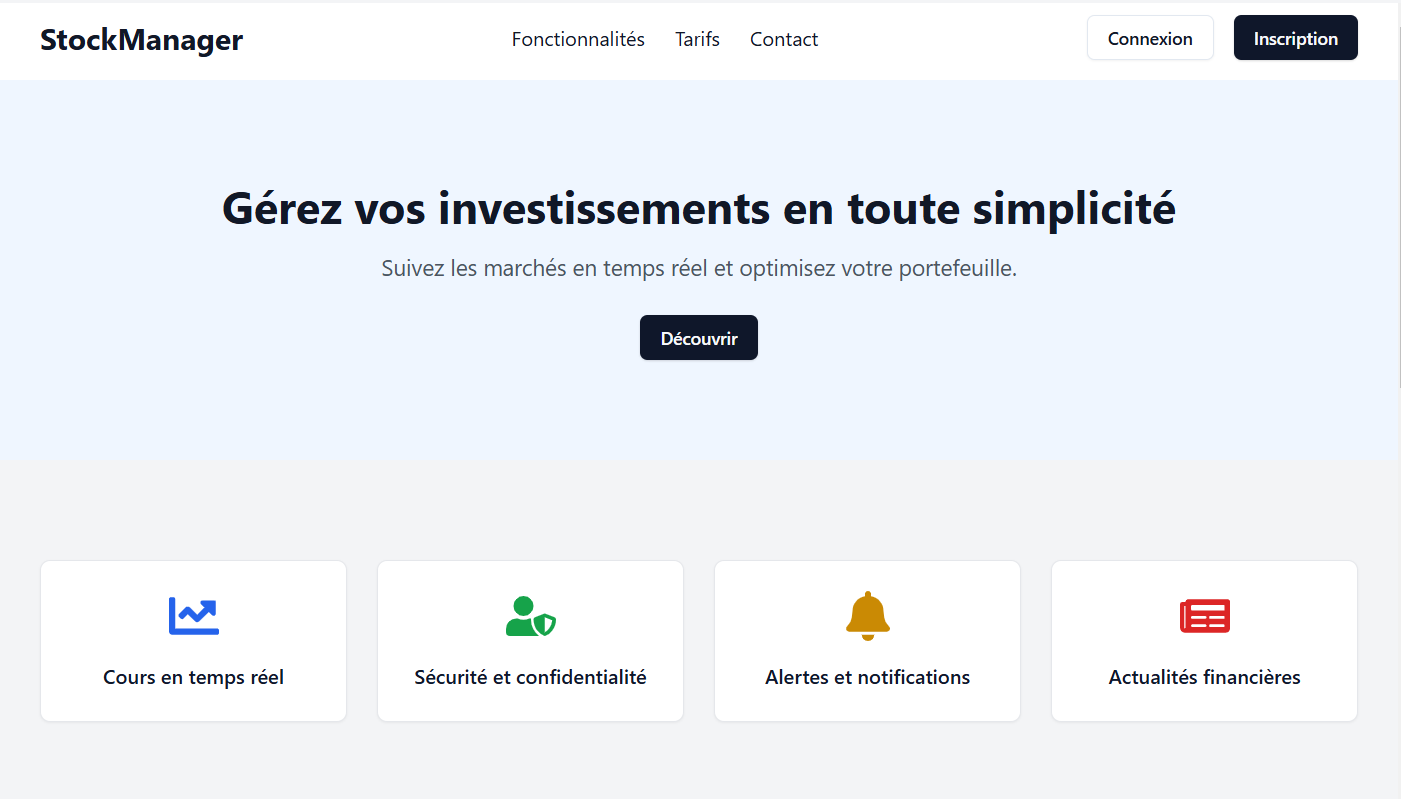 StockManager
Fonctionnalités
Tarifs
Contact
Connexion
Inscription
Gérez vos investissements en toute simplicité
Suivez les marchés en temps réel et optimisez votre portefeuille.
Découvrir
Cours en temps réel
Sécurité et confidentialité
Alertes et notifications
Actualités financières